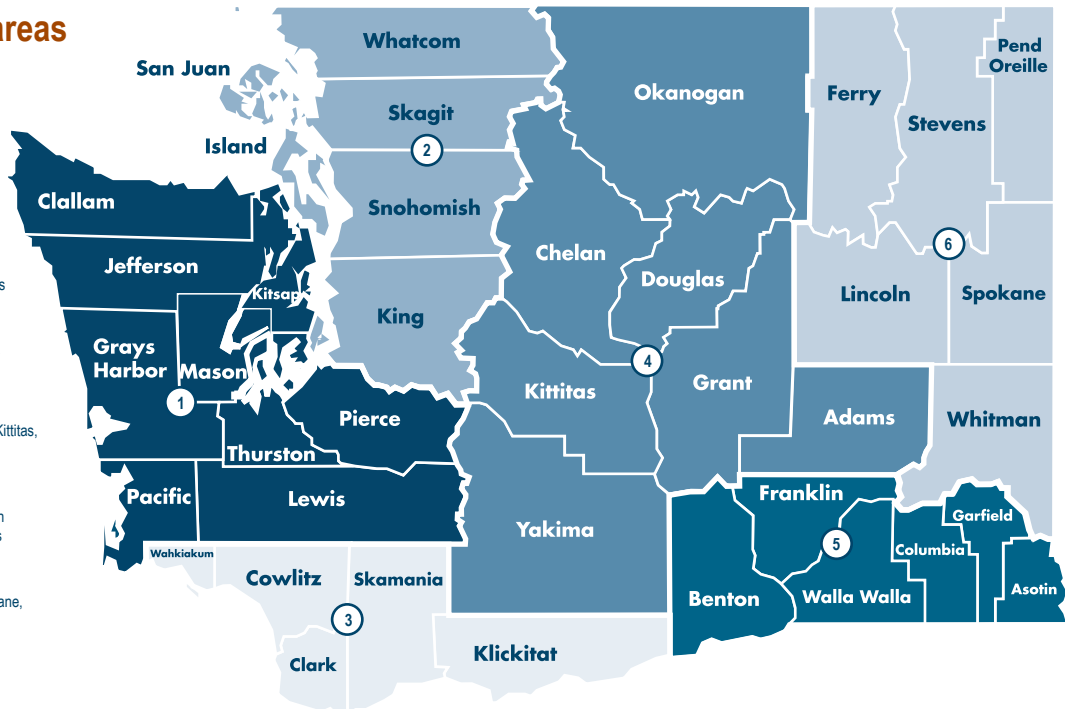 areas
Whatcom
San Juan
Skagit
Island
2
Snohomish
King
Okanogan
Ferry
Pend
Oreille
Stevens
Clallam
Jefferson
Kitsap
Grays
Harbor
Mason
1
Pierce
Thurston
Pacific
Lewis
Chelan
Douglas
4
Kittitas
Grant
Yakima
Adams
6
Lincoln
Spokane
Whitman
Wahkiakum
Cowlitz
Skamania
3
Clark
Klickitat
Franklin
5
Benton
Walla Walla
Columbia
Garfield
Asotin
s
Kittitas,
n
s
ane,